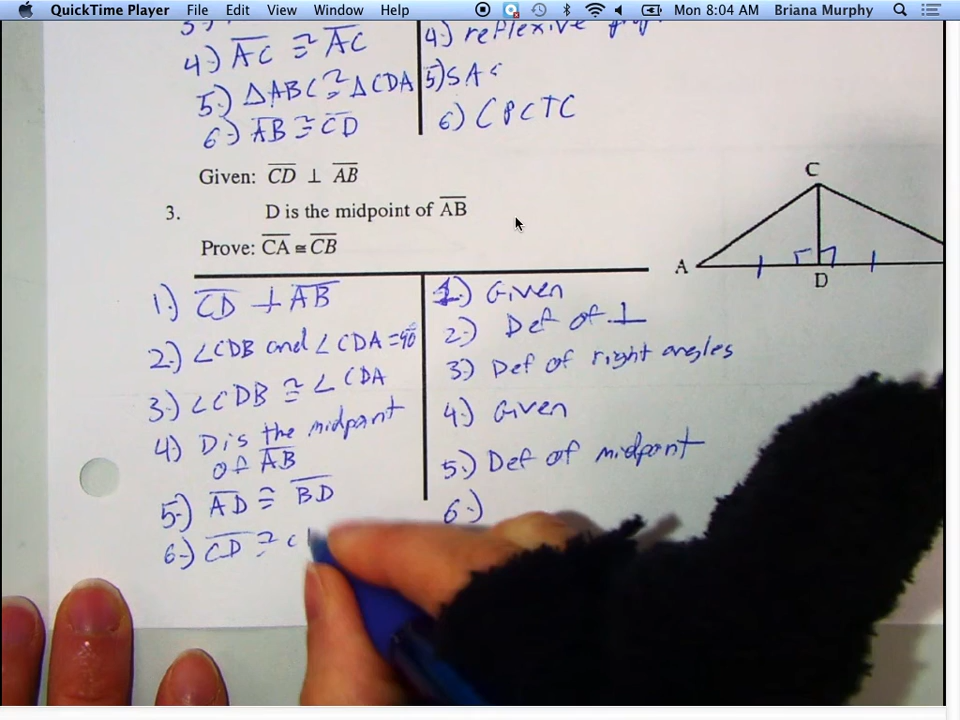 QuickTime Player File Edit View Window Help Mon 8:04 AM Briana Murphy
4.) AC ≅ AC 4.) reflexive
5.) △ABC ≅ △CDA 5) SA
6.) AB ≅ CD 6.) CPCTC
Given: CD ⊥ AB
3. D is the midpoint of AB
Prove: CA ≅ CB
C
A
D
1.) CD ⊥ AB 1.) Given
2.) ∠CDB and ∠CDA = 90° 2.) Def of ⊥
3.) ∠CDB ≅ ∠CDA 3.) Def of right angles
4.) D is the midpoint 4.) Given
of AB
5.) AD ≅ BD 5.) Def of midpoint
6.) CD ≅ C 6.)